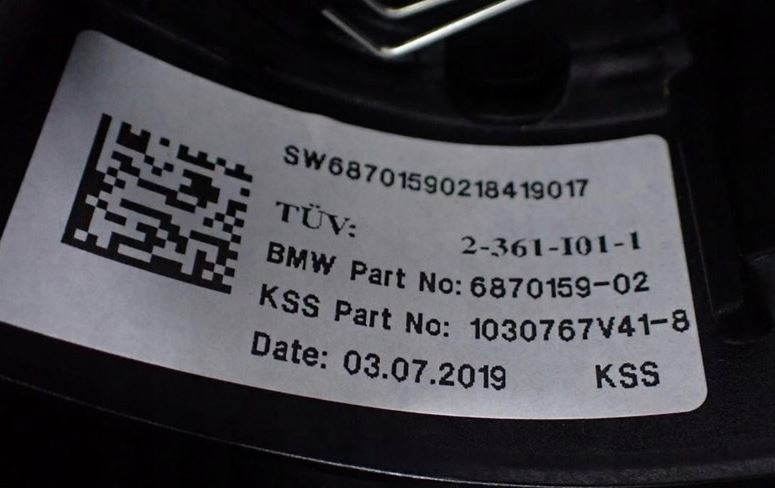 SW68701590218419017
TÜV: 2-361-I01-1
BMW Part No: 6870159-02
KSS Part No: 1030767V41-8
Date: 03.07.2019 KSS